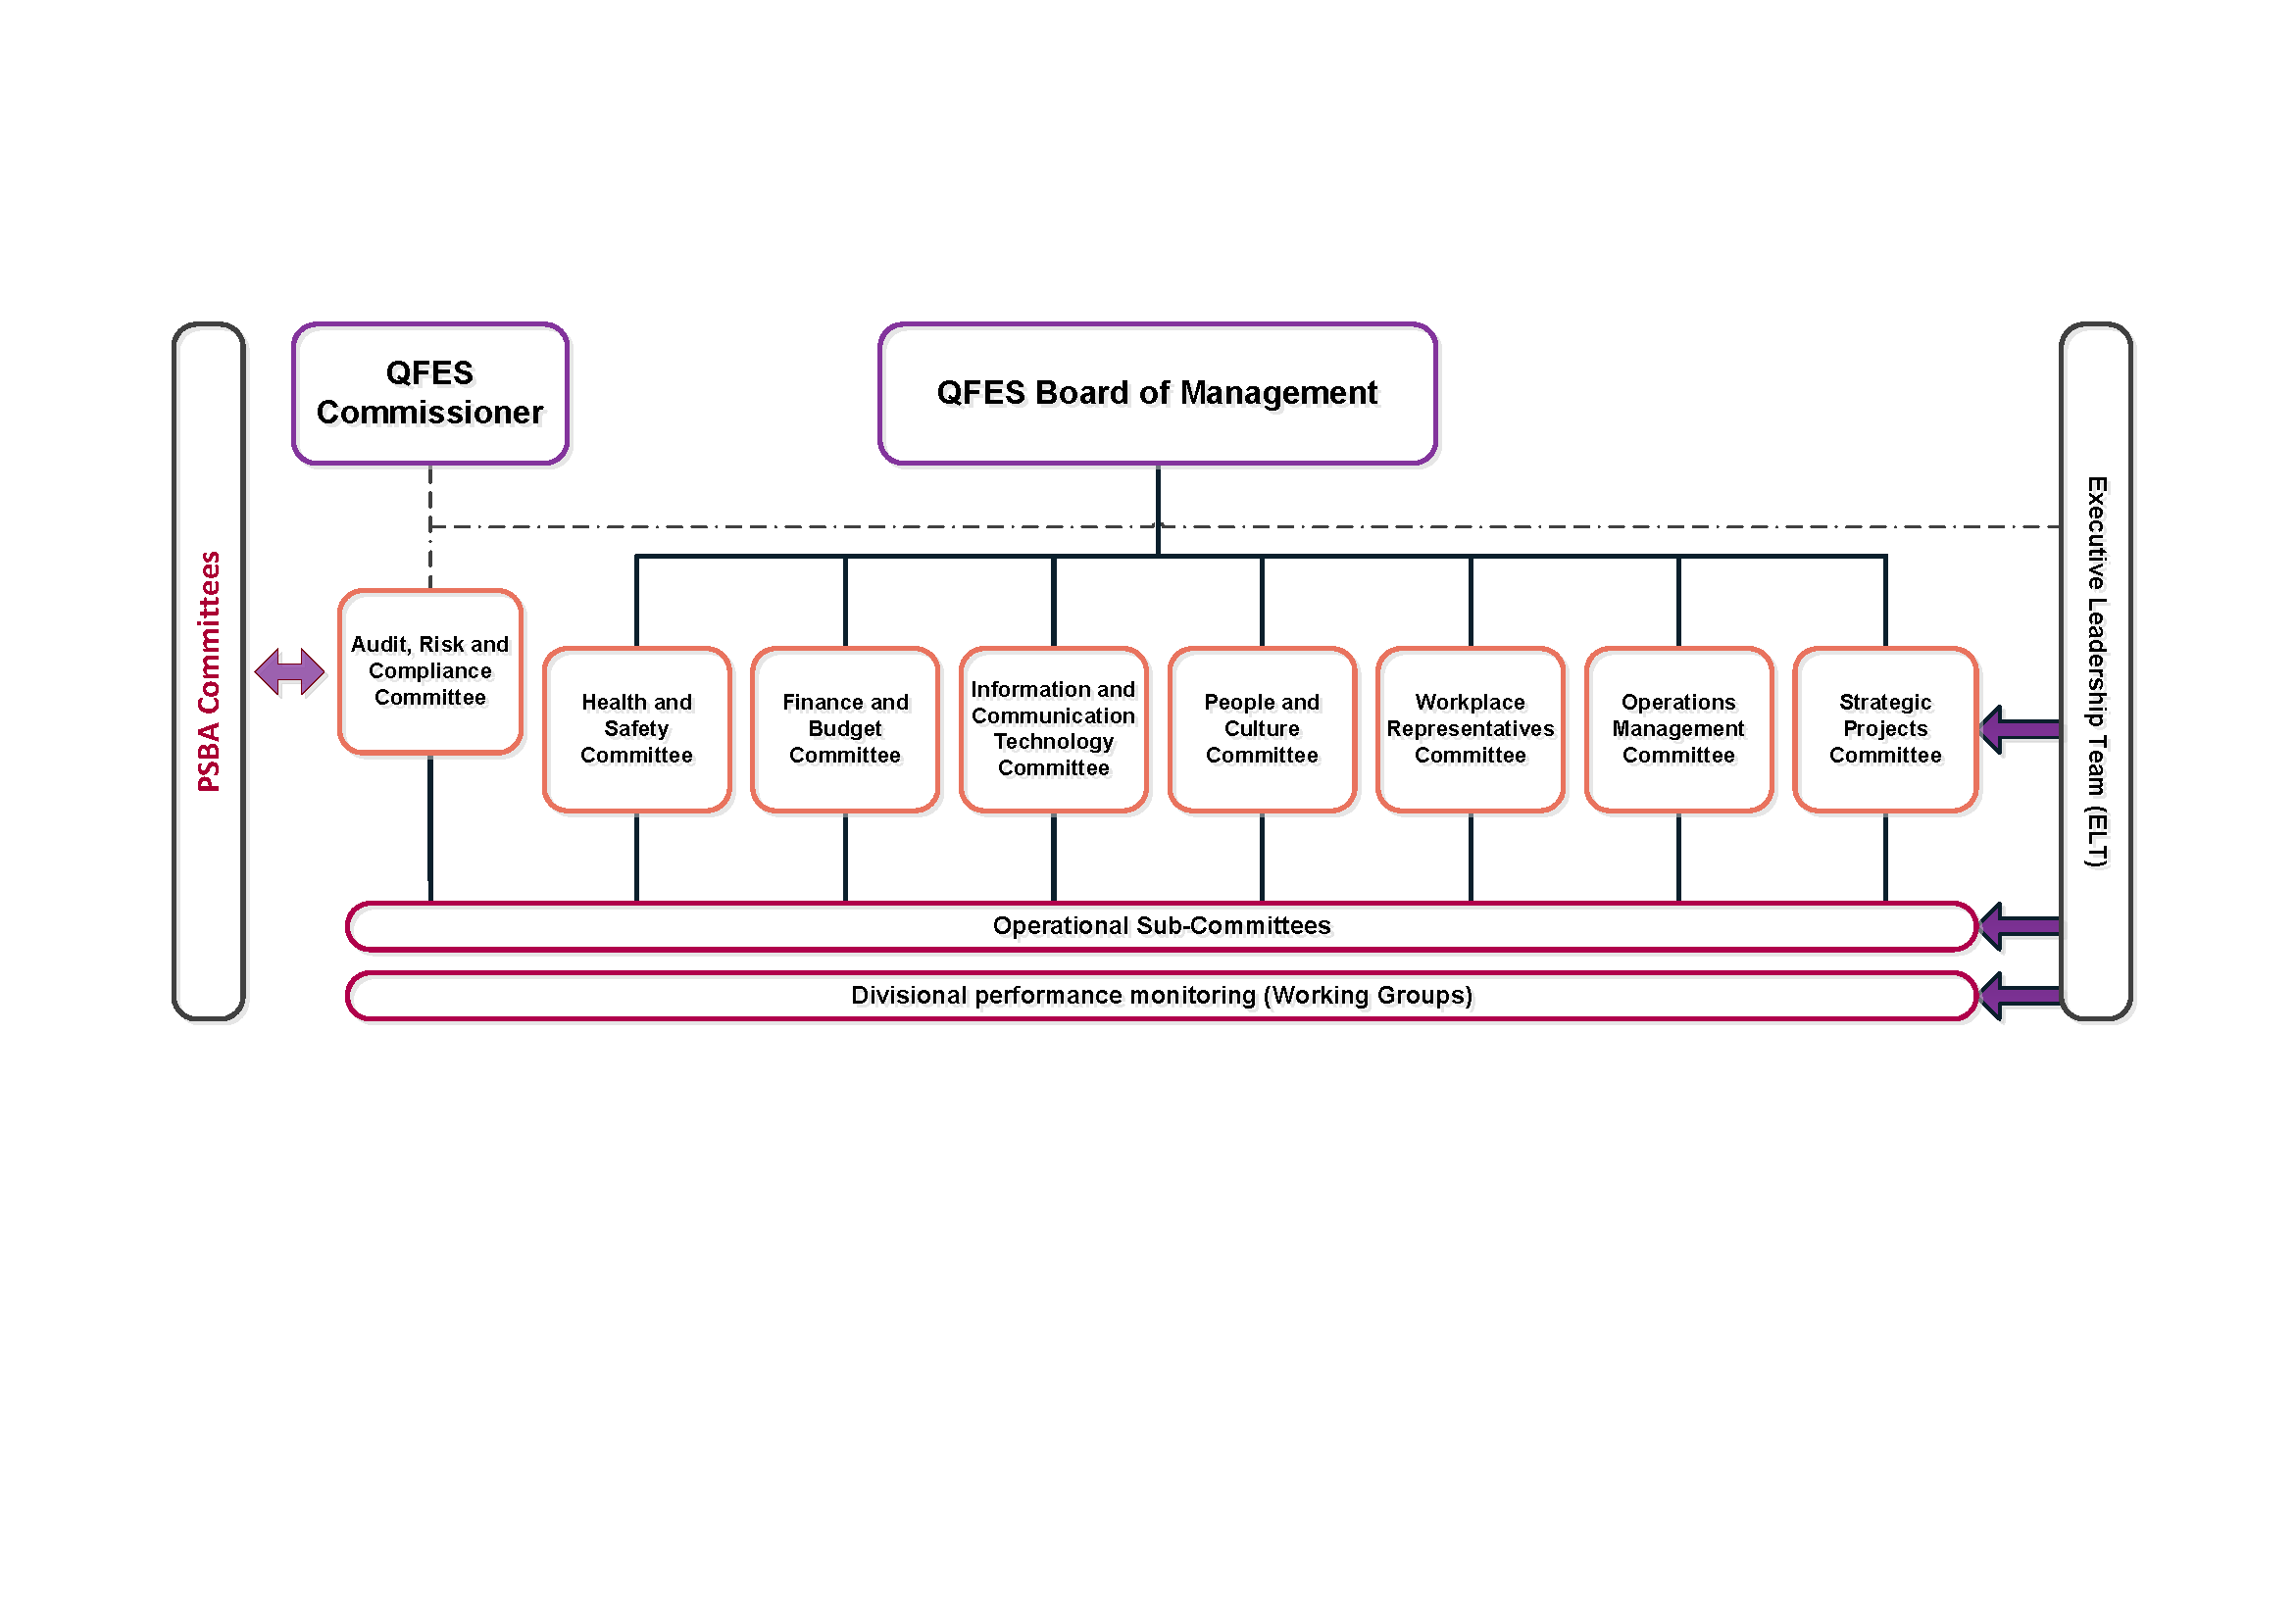 PSBA Committees
QFES
Commissioner
QFES Board of Management
Executive Leadership Team (ELT)
Audit, Risk and
Compliance
Committee
Health and
Safety
Committee
Finance and
Budget
Committee
Information and
Communication
Technology
Committee
People and
Culture
Committee
Workplace
Representatives
Committee
Operations
Management
Committee
Strategic
Projects
Committee
Operational Sub-Committees
Divisional performance monitoring (Working Groups)